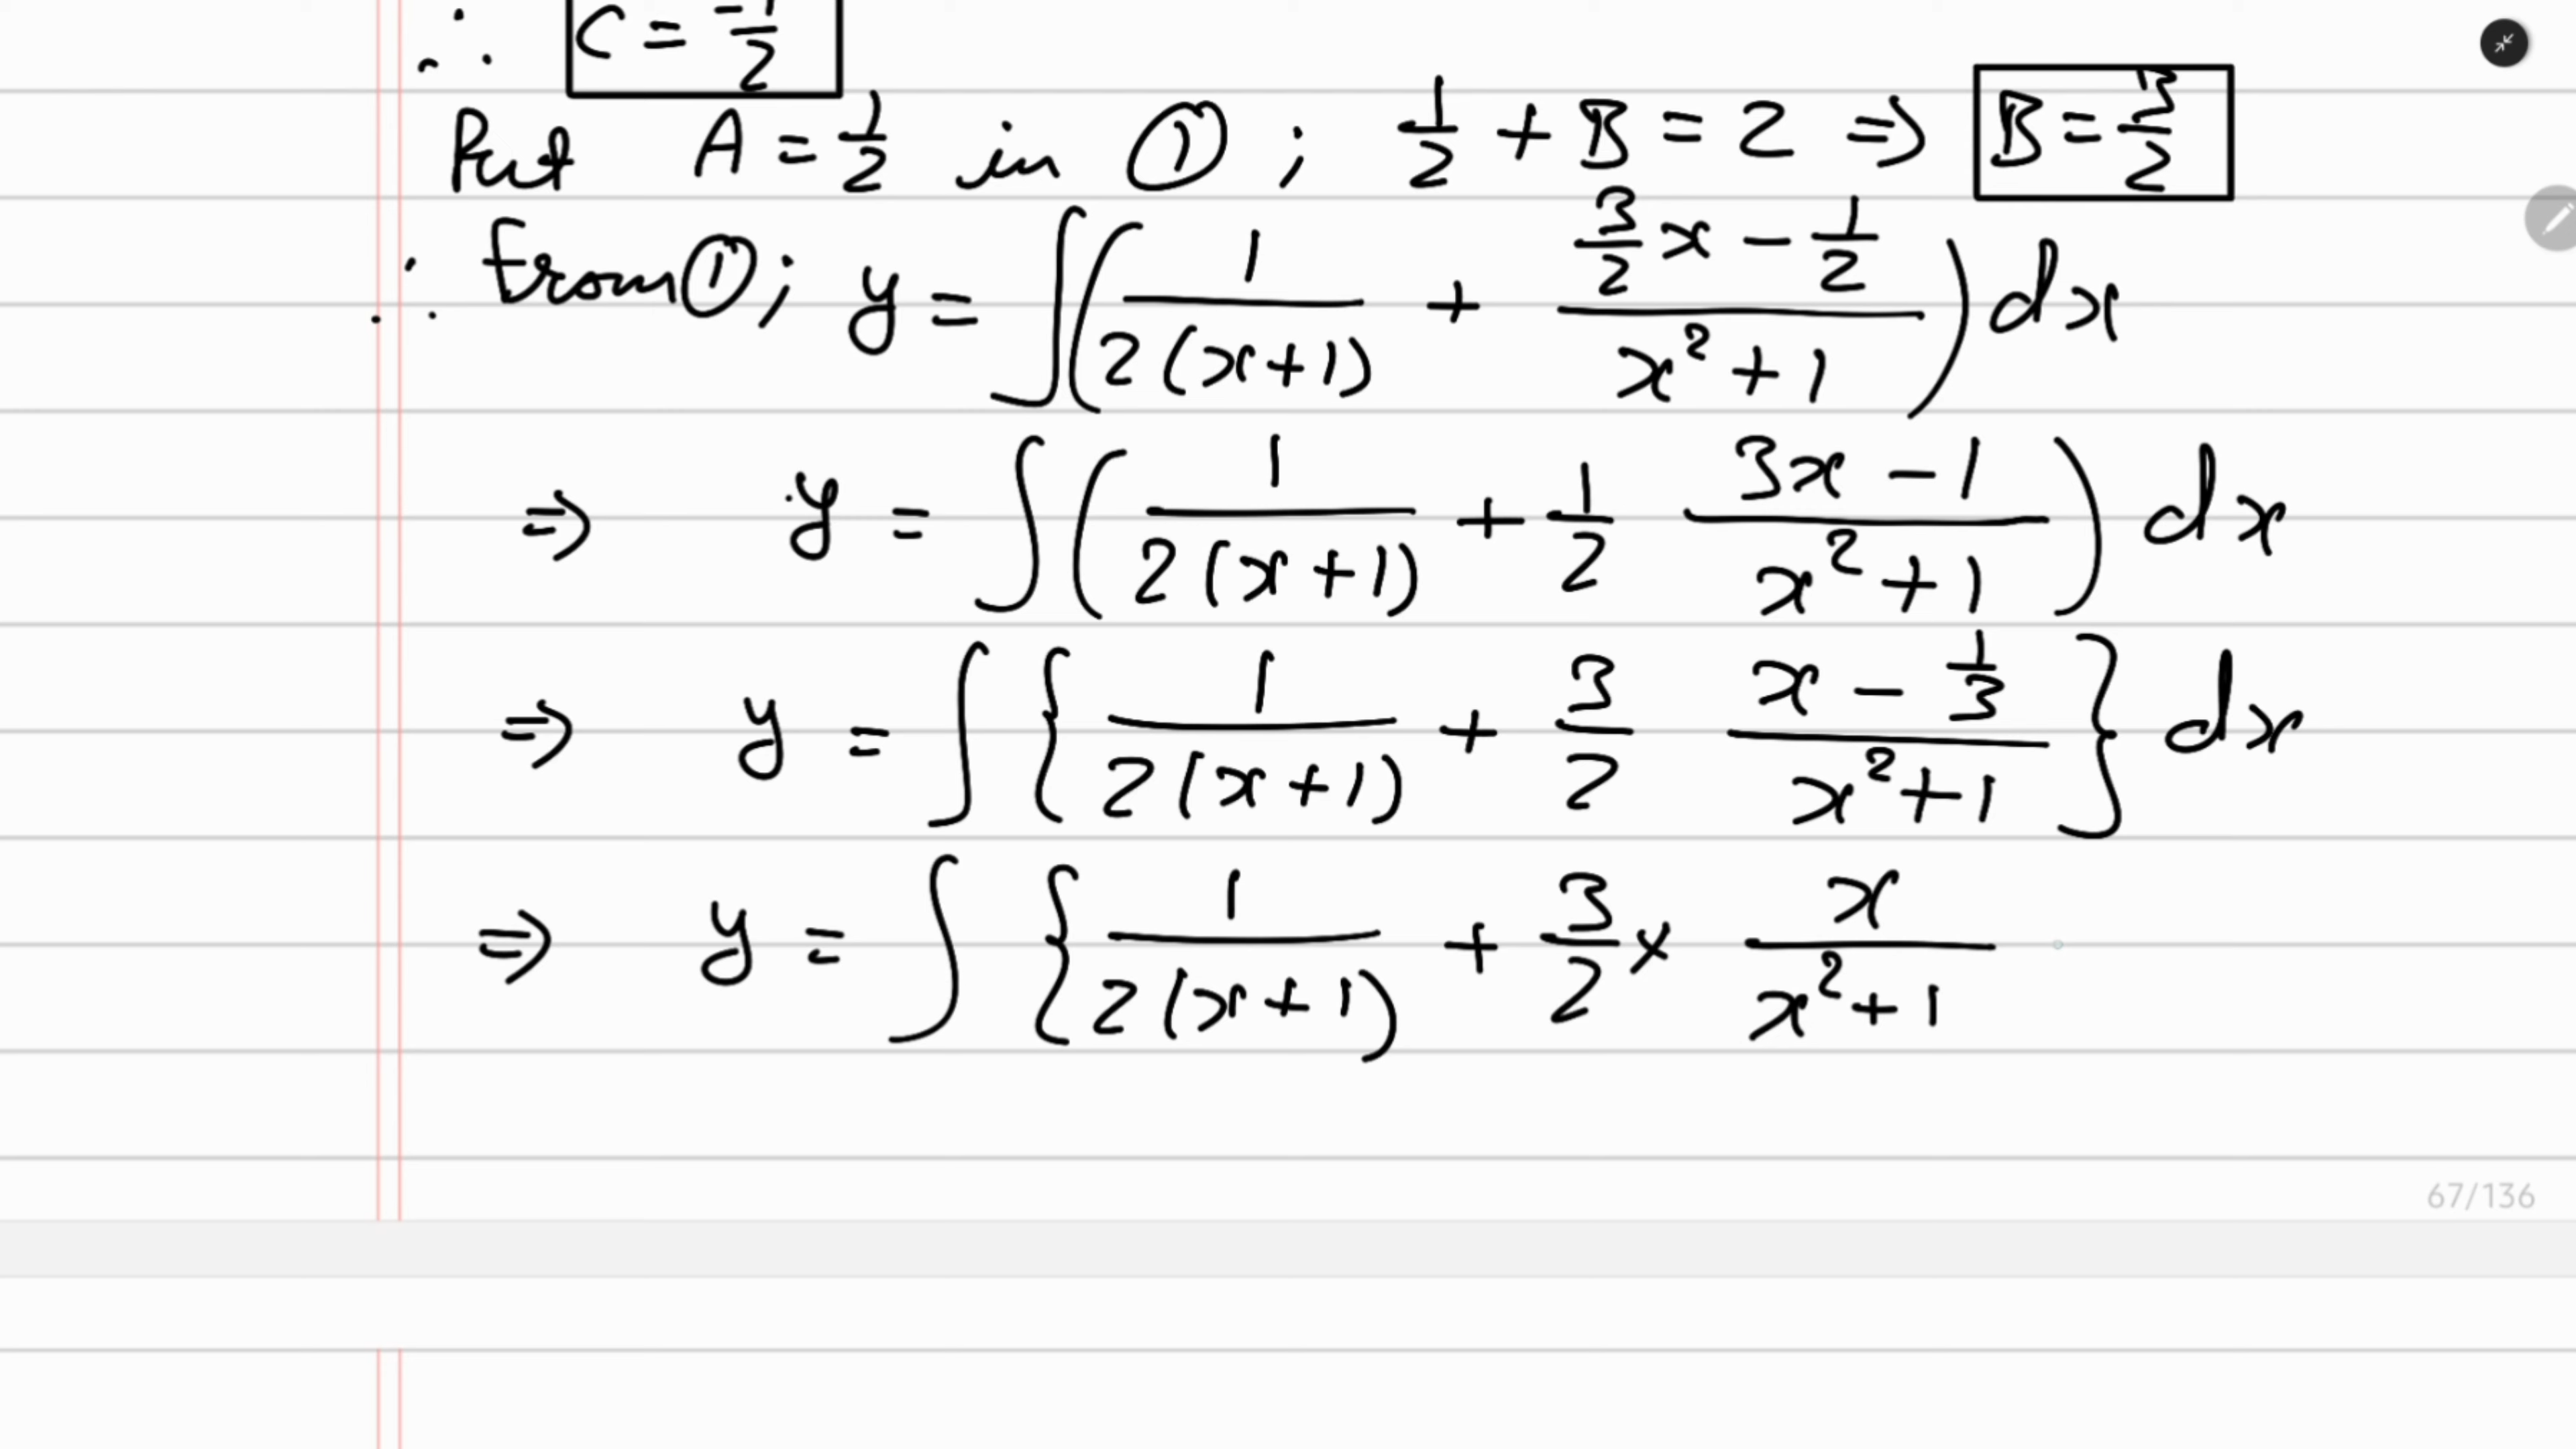 ∴ C = -1/2
Put A = 1/2 in ①; 1/2 + B = 2 ⇒ B = 3/2
∴ From ①; y = ∫( 1/(2(x+1)) + (3/2 x - 1/2)/(x²+1) ) dx
⇒ y = ∫( 1/(2(x+1)) + 1/2 (3x - 1)/(x²+1) ) dx
⇒ y = ∫{ 1/(2(x+1)) + 3/2 (x - 1/3)/(x²+1) } dx
⇒ y = ∫{ 1/(2(x+1)) + 3/2 × x/(x²+1)
67/136